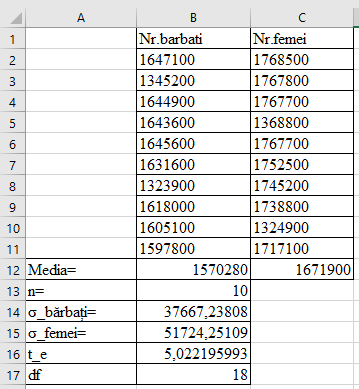 A B C
1 Nr.barbati Nr.femei
2 1647100 1768500
3 1345200 1767800
4 1644900 1767700
5 1643600 1368800
6 1645600 1767700
7 1631600 1752500
8 1323900 1745200
9 1618000 1738800
10 1605100 1324900
11 1597800 1717100
12 Media= 1570280 1671900
13 n= 10
14 σ_bărbați= 37667,23808
15 σ_femei= 51724,25109
16 t_e 5,022195993
17 df 18